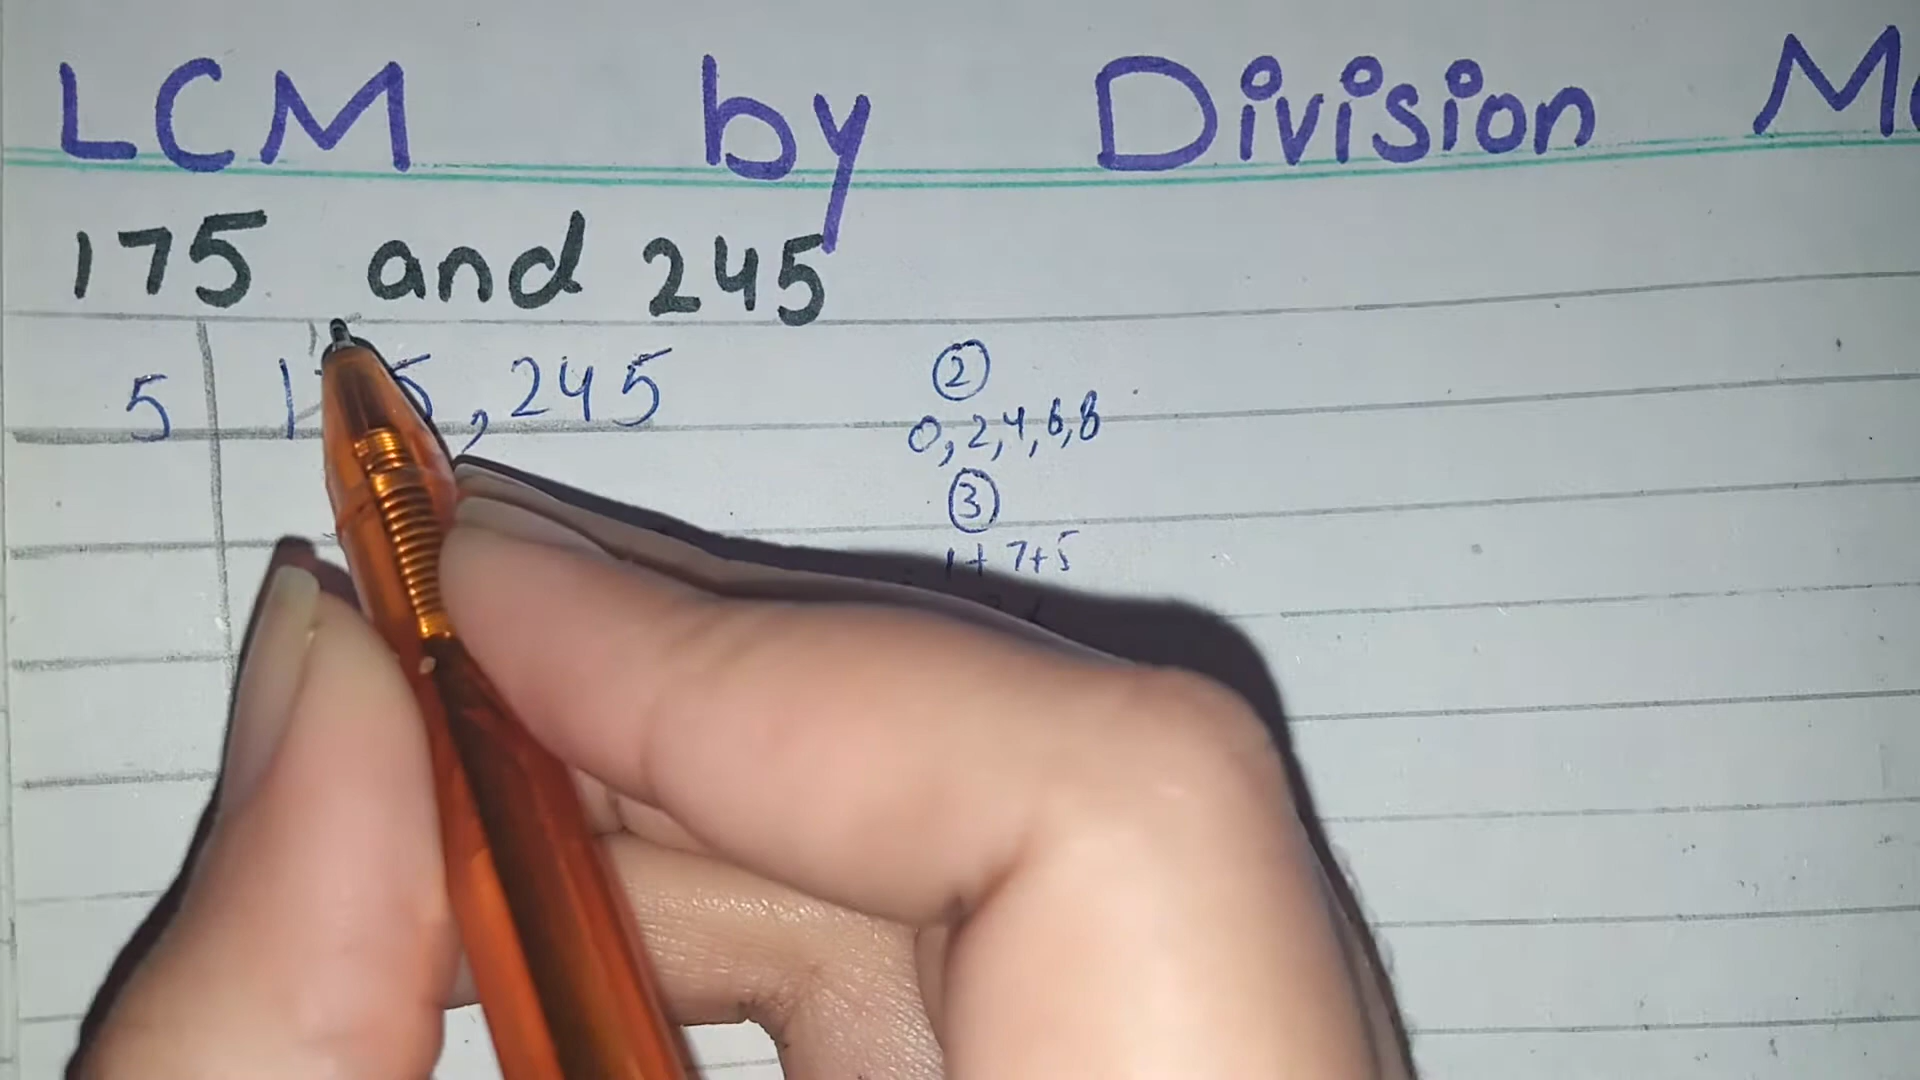 LCM by Division
175 and 245
5 , 245
2
0, 2, 4, 6, 8
3
1 + 7 + 5